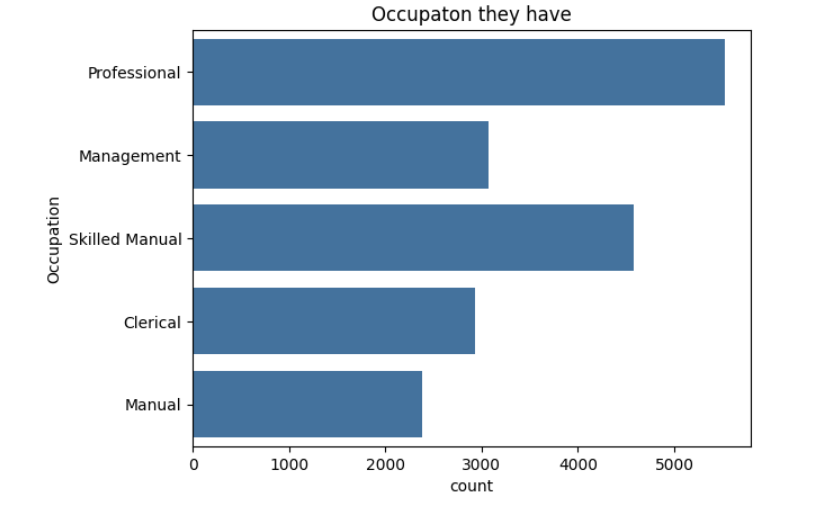 Occupaton they have
Professional
Management
Skilled Manual
Clerical
Manual
Occupation
0 1000 2000 3000 4000 5000
count